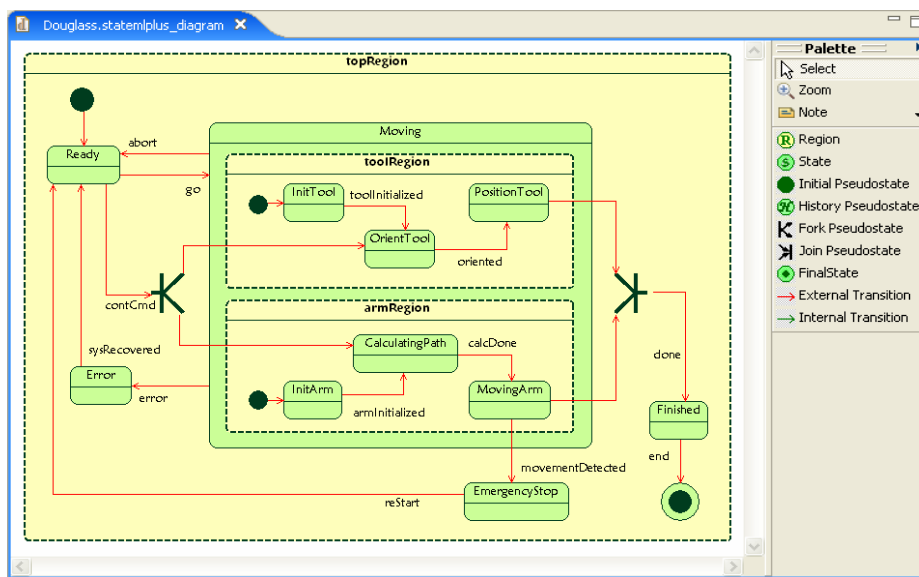 Douglass.statemlplus_diagram
topRegion
Moving
abort
Ready
toolRegion
go
InitTool
toolInitialized
PositionTool
OrientTool
oriented
contCmd
armRegion
sysRecovered
CalculatingPath
calcDone
done
Error
error
InitArm
armInitialized
MovingArm
Finished
end
movementDetected
reStart
EmergencyStop
Palette
Select
Zoom
Note
Region
State
Initial Pseudostate
History Pseudostate
Fork Pseudostate
Join Pseudostate
FinalState
External Transition
Internal Transition